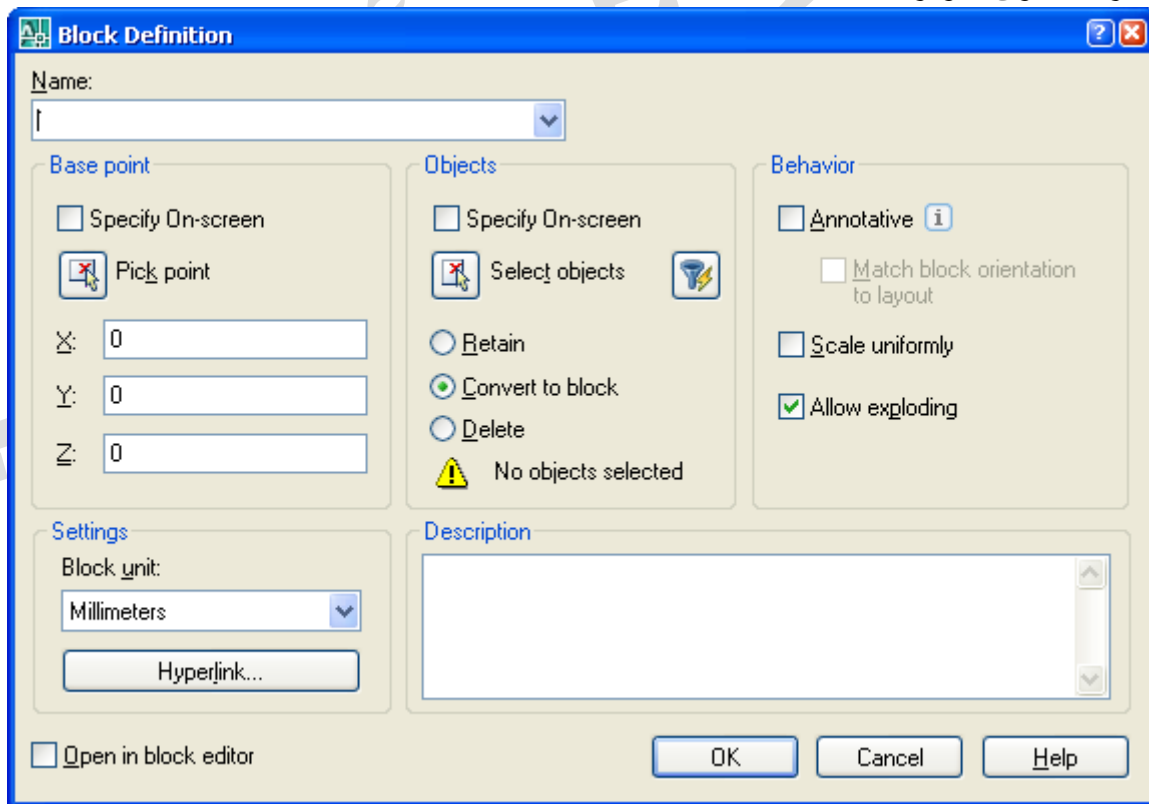 Block Definition
Name:
Base point
Specify On-screen
Pick point
X: 0
Y: 0
Z: 0
Objects
Specify On-screen
Select objects
Retain
Convert to block
Delete
No objects selected
Behavior
Annotative
Match block orientation
to layout
Scale uniformly
Allow exploding
Settings
Block unit:
Millimeters
Hyperlink...
Description
Open in block editor
OK
Cancel
Help